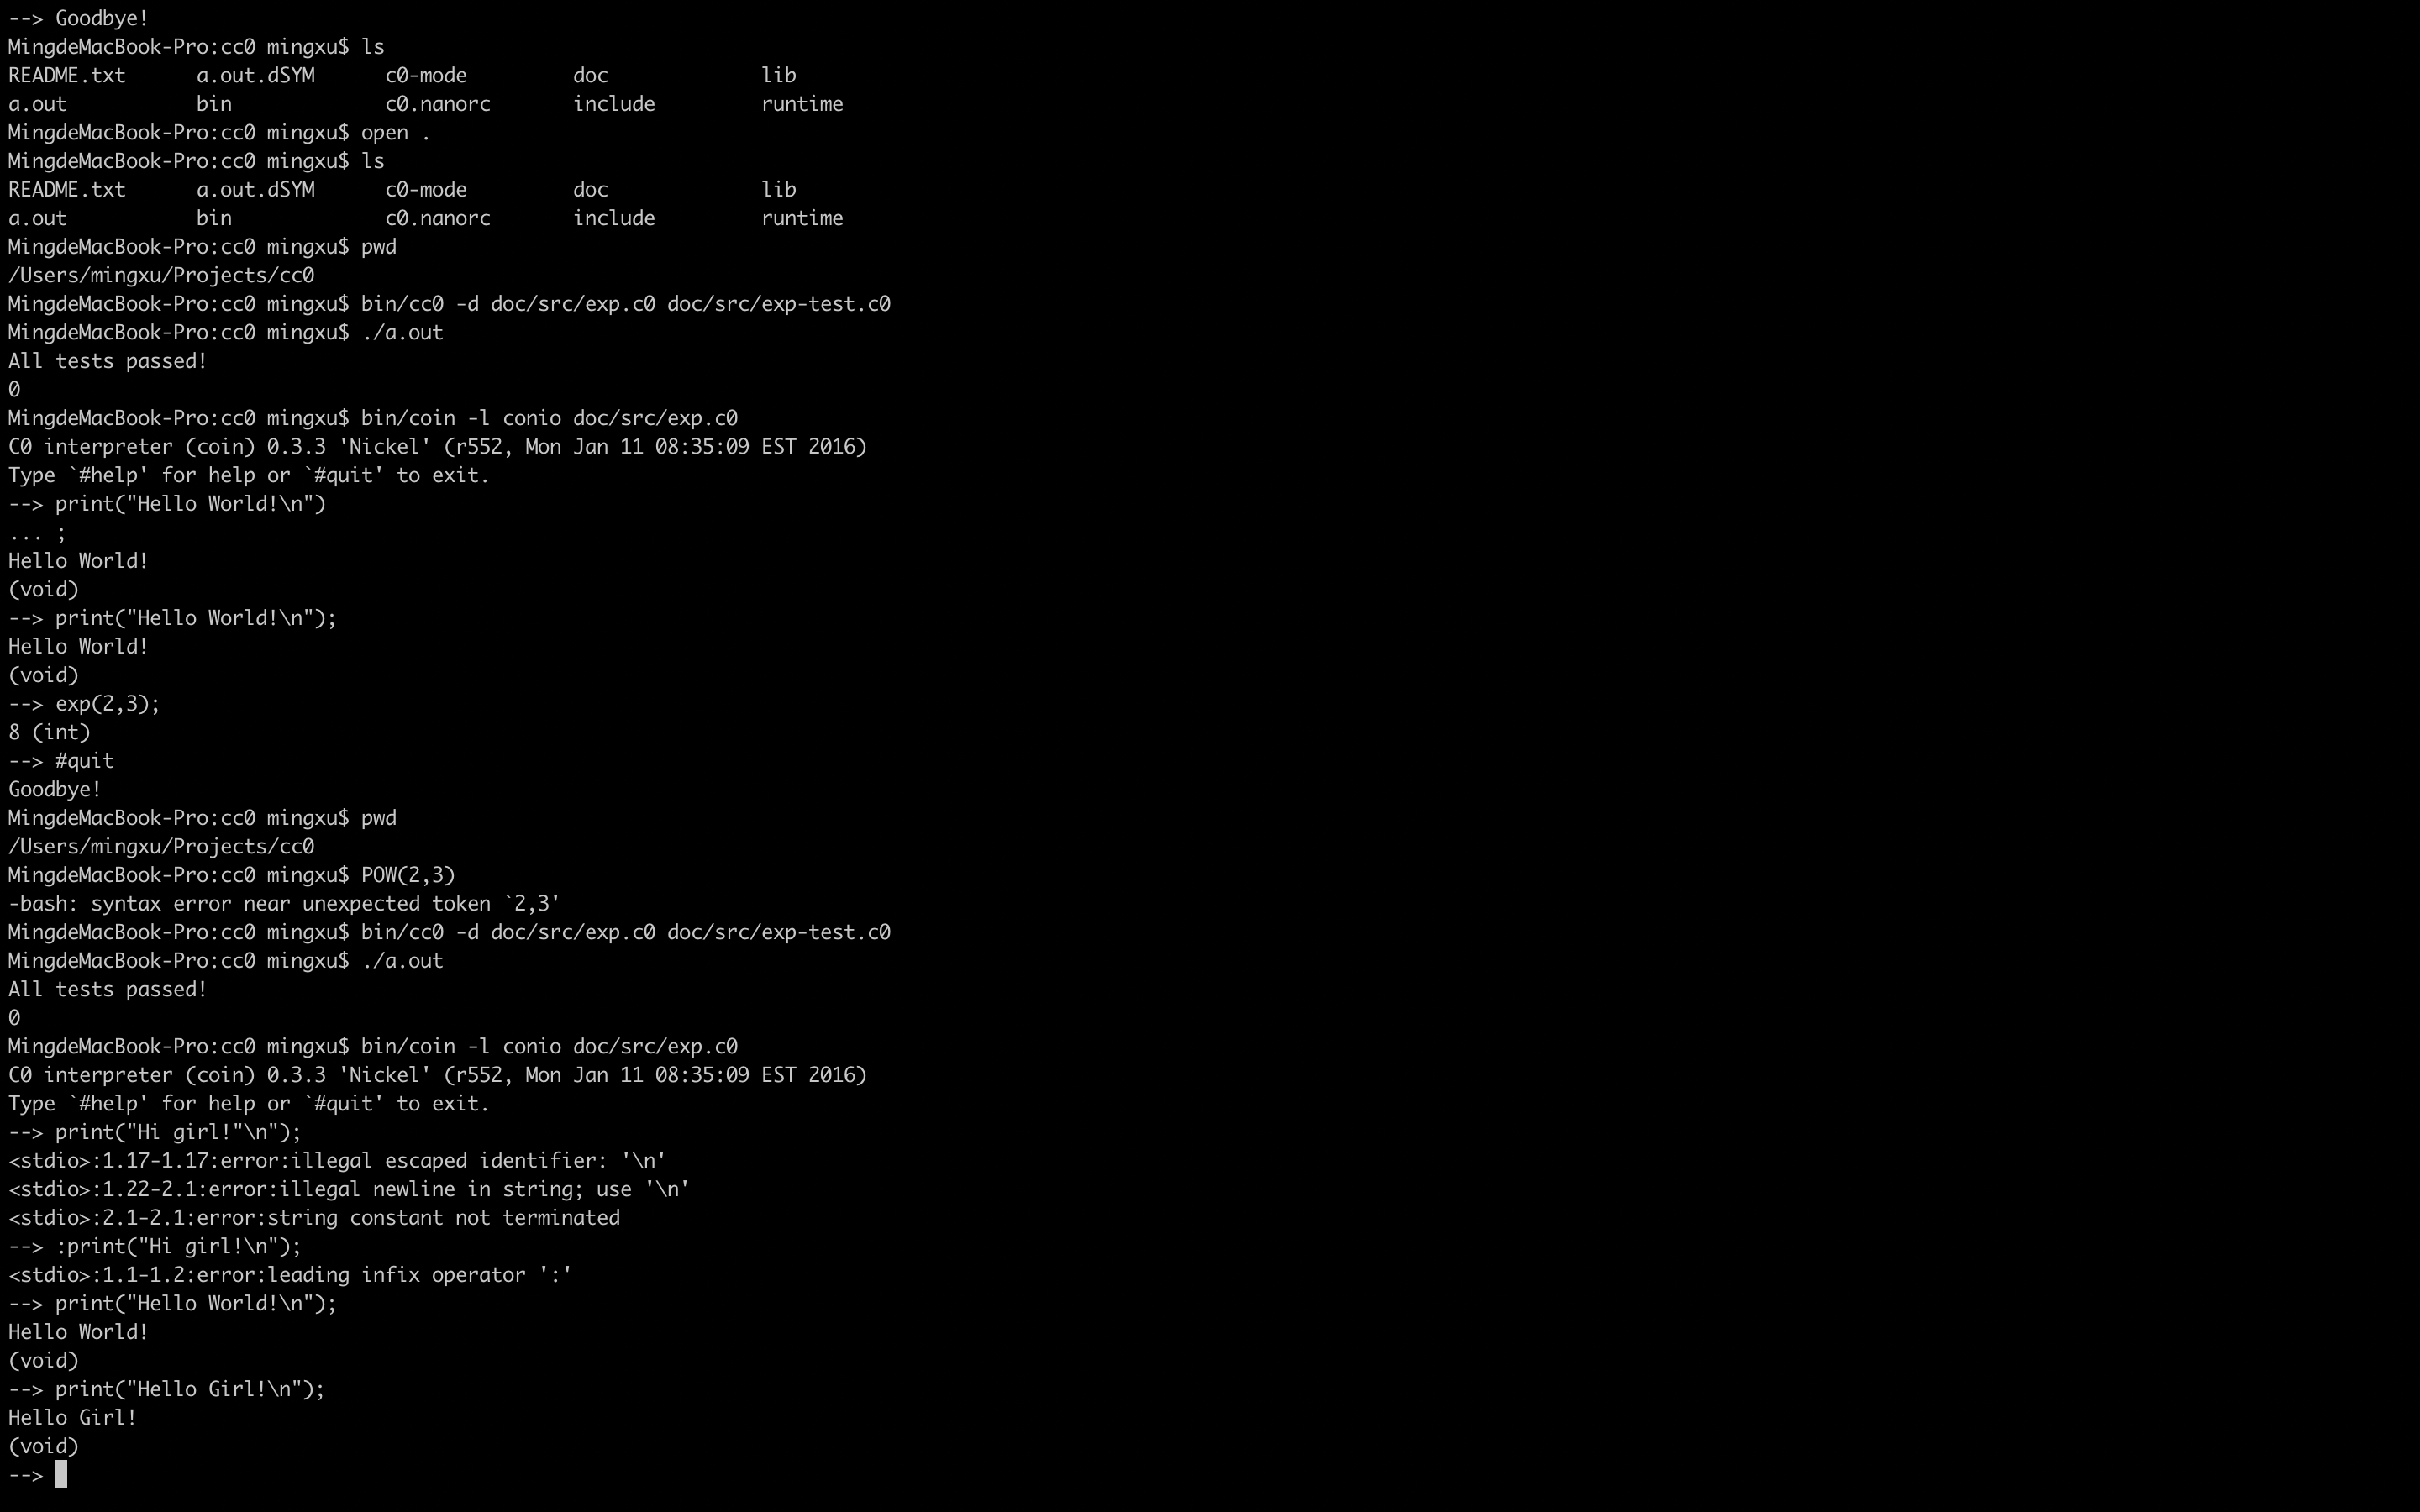 --> Goodbye!
MingdeMacBook-Pro:cc0 mingxu$ ls
README.txt      a.out.dSYM      c0-mode         doc             lib
a.out           bin             c0.nanorc       include         runtime
MingdeMacBook-Pro:cc0 mingxu$ open .
MingdeMacBook-Pro:cc0 mingxu$ ls
README.txt      a.out.dSYM      c0-mode         doc             lib
a.out           bin             c0.nanorc       include         runtime
MingdeMacBook-Pro:cc0 mingxu$ pwd
/Users/mingxu/Projects/cc0
MingdeMacBook-Pro:cc0 mingxu$ bin/cc0 -d doc/src/exp.c0 doc/src/exp-test.c0
MingdeMacBook-Pro:cc0 mingxu$ ./a.out
All tests passed!
0
MingdeMacBook-Pro:cc0 mingxu$ bin/coin -l conio doc/src/exp.c0
C0 interpreter (coin) 0.3.3 'Nickel' (r552, Mon Jan 11 08:35:09 EST 2016)
Type `#help' for help or `#quit' to exit.
--> print("Hello World!\n")
... ;
Hello World!
(void)
--> print("Hello World!\n");
Hello World!
(void)
--> exp(2,3);
8 (int)
--> #quit
Goodbye!
MingdeMacBook-Pro:cc0 mingxu$ pwd
/Users/mingxu/Projects/cc0
MingdeMacBook-Pro:cc0 mingxu$ POW(2,3)
-bash: syntax error near unexpected token `2,3'
MingdeMacBook-Pro:cc0 mingxu$ bin/cc0 -d doc/src/exp.c0 doc/src/exp-test.c0
MingdeMacBook-Pro:cc0 mingxu$ ./a.out
All tests passed!
0
MingdeMacBook-Pro:cc0 mingxu$ bin/coin -l conio doc/src/exp.c0
C0 interpreter (coin) 0.3.3 'Nickel' (r552, Mon Jan 11 08:35:09 EST 2016)
Type `#help' for help or `#quit' to exit.
--> print("Hi girl!"\n");
<stdio>:1.17-1.17:error:illegal escaped identifier: '\n'
<stdio>:1.22-2.1:error:illegal newline in string; use '\n'
<stdio>:2.1-2.1:error:string constant not terminated
--> :print("Hi girl!\n");
<stdio>:1.1-1.2:error:leading infix operator ':'
--> print("Hello World!\n");
Hello World!
(void)
--> print("Hello Girl!\n");
Hello Girl!
(void)
-->